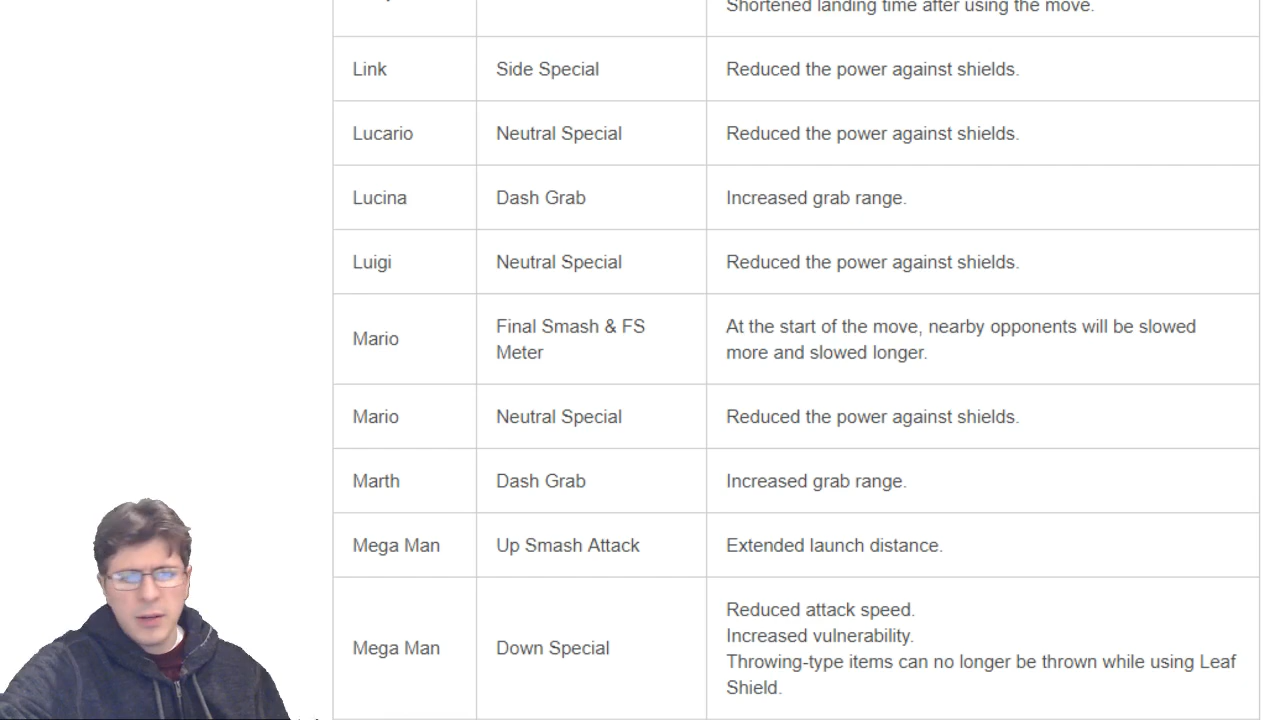 Shortened landing time after using the move.
Link Side Special Reduced the power against shields.
Lucario Neutral Special Reduced the power against shields.
Lucina Dash Grab Increased grab range.
Luigi Neutral Special Reduced the power against shields.
Mario Final Smash & FS Meter At the start of the move, nearby opponents will be slowed
more and slowed longer.
Mario Neutral Special Reduced the power against shields.
Marth Dash Grab Increased grab range.
Mega Man Up Smash Attack Extended launch distance.
Mega Man Down Special Reduced attack speed.
Increased vulnerability.
Throwing-type items can no longer be thrown while using Leaf
Shield.